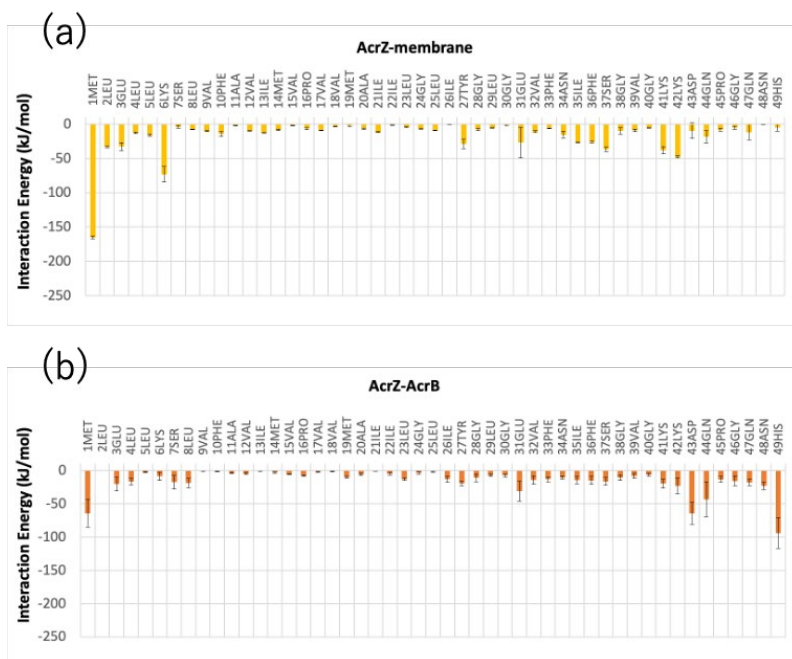 (a)
AcrZ-membrane
1MET 2LEU 3GLU 4LEU 5LEU 6LYS 7SER 8LEU 9VAL 10PHE 11ALA 12VAL 13ILE 14MET 15VAL 16PRO 17VAL 18VAL 19MET 20ALA 21ILE 22ILE 23LEU 24GLY 25LEU 26ILE 27TYR 28GLY 29LEU 30GLY 31GLU 32VAL 33PHE 34ASN 35ILE 36PHE 37SER 38GLY 39VAL 40GLY 41LYS 42LYS 43ASP 44GLN 45PRO 46GLY 47GLN 48ASN 49HIS
Interaction Energy (kJ/mol)
0
-50
-100
-150
-200
-250
(b)
AcrZ-AcrB
1MET 2LEU 3GLU 4LEU 5LEU 6LYS 7SER 8LEU 9VAL 10PHE 11ALA 12VAL 13ILE 14MET 15VAL 16PRO 17VAL 18VAL 19MET 20ALA 21ILE 22ILE 23LEU 24GLY 25LEU 26ILE 27TYR 28GLY 29LEU 30GLY 31GLU 32VAL 33PHE 34ASN 35ILE 36PHE 37SER 38GLY 39VAL 40GLY 41LYS 42LYS 43ASP 44GLN 45PRO 46GLY 47GLN 48ASN 49HIS
Interaction Energy (kJ/mol)
0
-50
-100
-150
-200
-250